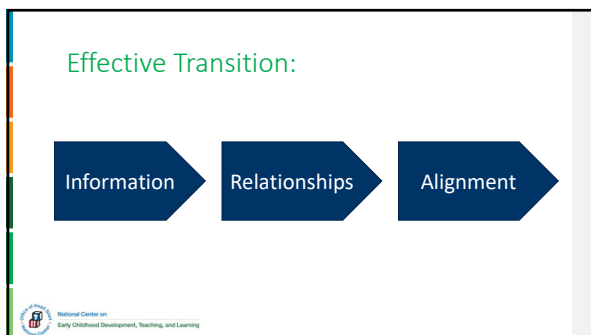 Effective Transition:
Information
Relationships
Alignment
National Center on
Early Childhood Development, Teaching, and Learning